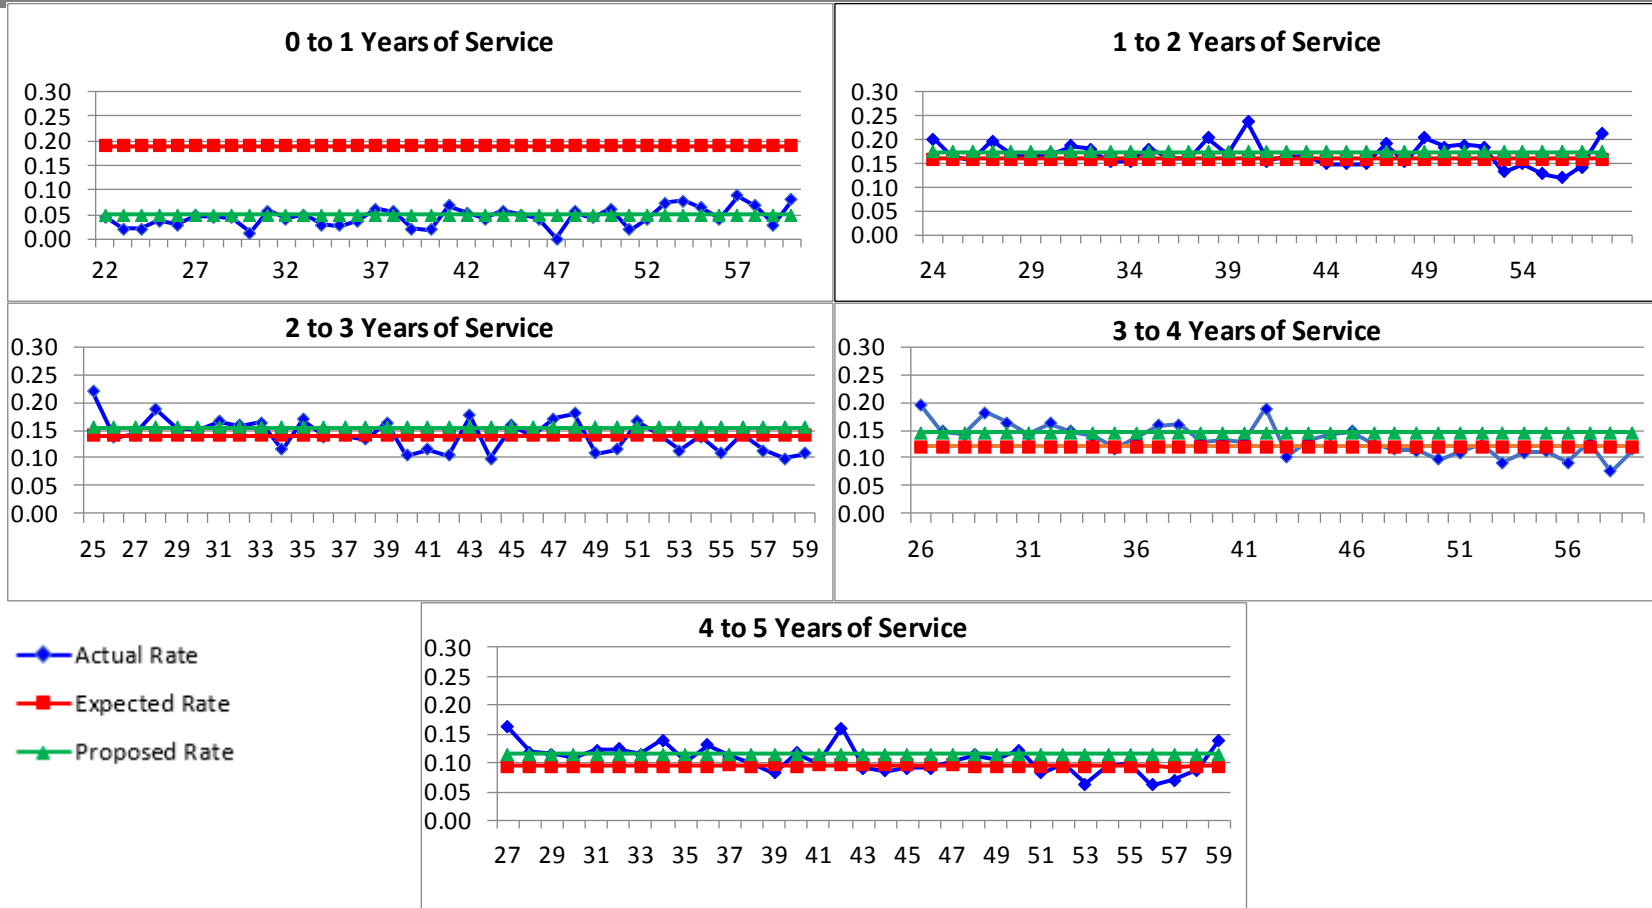 0 to 1 Years of Service
0.30
0.25
0.20
0.15
0.10
0.05
0.00
22 27 32 37 42 47 52 57
1 to 2 Years of Service
0.30
0.25
0.20
0.15
0.10
0.05
0.00
24 29 34 39 44 49 54
2 to 3 Years of Service
0.30
0.25
0.20
0.15
0.10
0.05
0.00
25 27 29 31 33 35 37 39 41 43 45 47 49 51 53 55 57 59
3 to 4 Years of Service
0.30
0.25
0.20
0.15
0.10
0.05
0.00
26 31 36 41 46 51 56
Actual Rate
Expected Rate
Proposed Rate
4 to 5 Years of Service
0.30
0.25
0.20
0.15
0.10
0.05
0.00
27 29 31 33 35 37 39 41 43 45 47 49 51 53 55 57 59